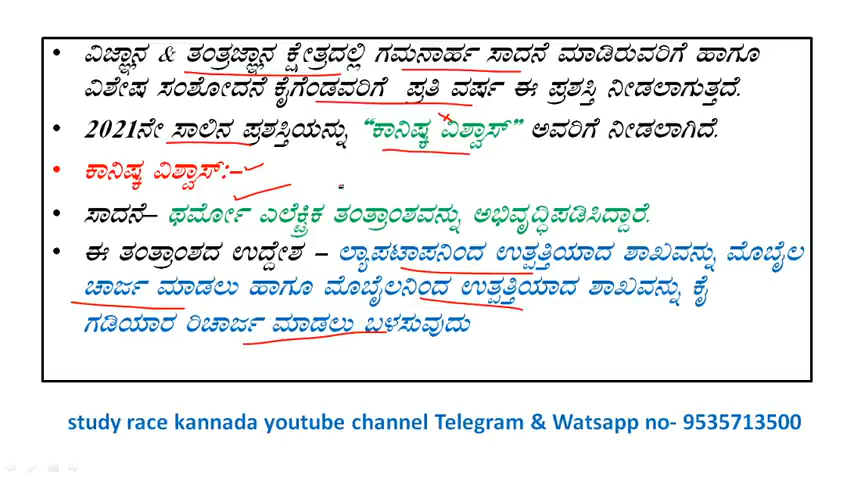 • ವಿಜ್ಞಾನ & ತಂತ್ರಜ್ಞಾನ ಕ್ಷೇತ್ರದಲ್ಲಿ ಗಮನಾರ್ಹ ಸಾದನೆ ಮಾಡಿರುವರಿಗೆ ಹಾಗೂ
ವಿಶೇಷ ಸಂಶೋದನೆ ಕೈಗೆಂಡವರಿಗೆ ಪ್ರತಿ ವರ್ಷ ಈ ಪ್ರಶಸ್ತಿ ನೀಡಲಾಗುತ್ತದೆ.
• 2021ನೇ ಸಾಲಿನ ಪ್ರಶಸ್ತಿಯನ್ನು “ಕಾನಿಷ್ಕ ವಿಶ್ವಾಸ್” ಅವರಿಗೆ ನೀಡಲಾಗಿದೆ.
• ಕಾನಿಷ್ಕ ವಿಶ್ವಾಸ್:–
• ಸಾದನೆ– ಥರ್ಮೋ ಎಲೆಕ್ಟ್ರಿಕ ತಂತ್ರಾಂಶವನ್ನು ಅಭಿವೃದ್ಧಿಪಡಿಸಿದ್ದಾರೆ.
• ಈ ತಂತ್ರಾಂಶದ ಉದ್ದೇಶ – ಲ್ಯಾಪಟಾಪನಿಂದ ಉತ್ಪತ್ತಿಯಾದ ಶಾಖವನ್ನು ಮೊಬೈಲ
ಚಾರ್ಜ ಮಾಡಲು ಹಾಗೂ ಮೊಬೈಲನಿಂದ ಉತ್ಪತ್ತಿಯಾದ ಶಾಖವನ್ನು ಕೈ
ಗಡಿಯಾರ ರಿಚಾರ್ಜ ಮಾಡಲು ಬಳಸುವುದು
study race kannada youtube channel Telegram & Watsapp no- 9535713500